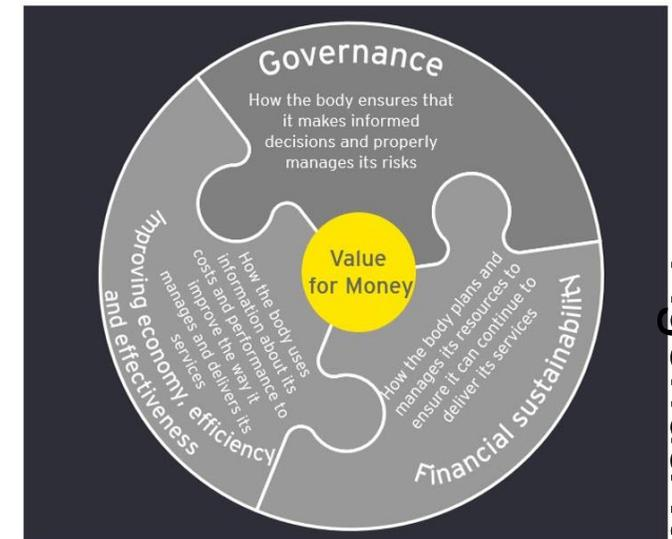 Governance
How the body ensures that
it makes informed
decisions and properly
manages its risks
Value
for Money
Improving economy, efficiency
and effectiveness
How the body uses
information about its
costs and performance to
improve the way it
manages and delivers its
services
How the body plans and
manages its resources to
ensure it can continue to
deliver its services
Financial sustainability